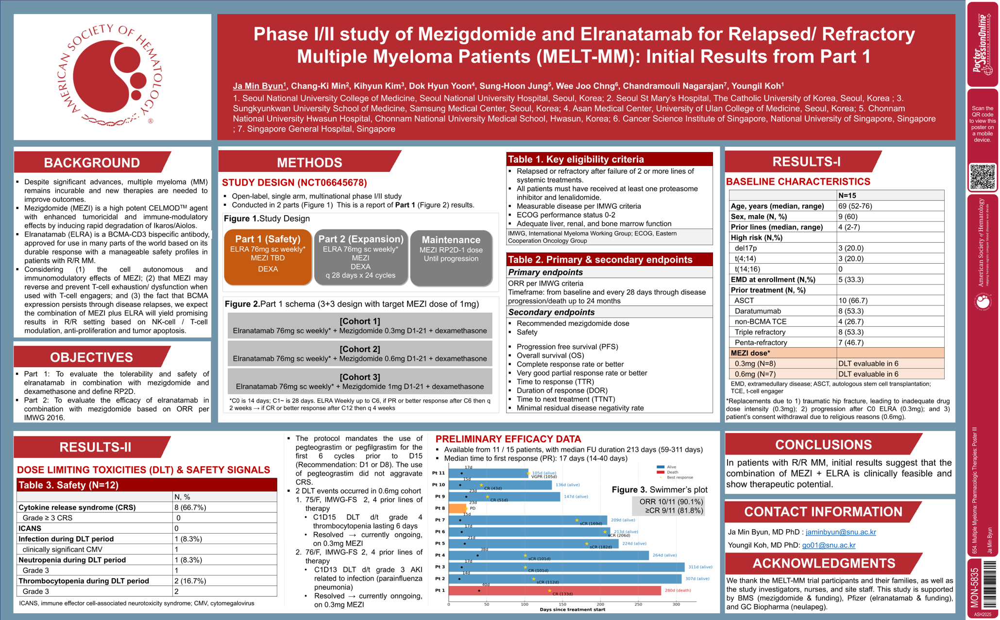 AMERICAN SOCIETY OF HEMATOLOGY
®
Phase I/II study of Mezigdomide and Elranatamab for Relapsed/ Refractory
Multiple Myeloma Patients (MELT-MM): Initial Results from Part 1
Ja Min Byun1, Chang-Ki Min2, Kihyun Kim3, Dok Hyun Yoon4, Sung-Hoon Jung5, Wee Joo Chng6, Chandramouli Nagarajan7, Youngil Koh1
1. Seoul National University College of Medicine, Seoul National University Hospital, Seoul, Korea; 2. Seoul St Mary's Hospital, The Catholic University of Korea, Seoul, Korea ; 3.
Sungkyunkwan University School of Medicine, Samsung Medical Center, Seoul, Korea; 4. Asan Medical Center, University of Ulan College of Medicine, Seoul, Korea; 5. Chonnam
National University Hwasun Hospital, Chonnam National University Medical School, Hwasun, Korea; 6. Cancer Science Institute of Singapore, National University of Singapore, Singapore
; 7. Singapore General Hospital, Singapore
BACKGROUND
▪ Despite significant advances, multiple myeloma (MM)
remains incurable and new therapies are needed to
improve outcomes.
▪ Mezigdomide (MEZI) is a high potent CELMOD™ agent
with enhanced tumoricidal and immune-modulatory
effects by inducing rapid degradation of Ikaros/Aiolos.
▪ Elranatamab (ELRA) is a BCMA-CD3 bispecific antibody,
approved for use in many parts of the world based on its
durable response with a manageable safety profiles in
patients with R/R MM.
▪ Considering (1) the cell autonomous and
immunomodulatory effects of MEZI; (2) that MEZI may
reverse and prevent T-cell exhaustion/ dysfunction when
used with T-cell engagers; and (3) the fact that BCMA
expression persists through disease relapses, we expect
the combination of MEZI plus ELRA will yield promising
results in R/R setting based on NK-cell / T-cell
modulation, anti-proliferation and tumor apoptosis.
OBJECTIVES
▪ Part 1: To evaluate the tolerability and safety of
elranatamab in combination with mezigdomide and
dexamethasone and define RP2D.
▪ Part 2: To evaluate the efficacy of elranatamab in
combination with mezigdomide based on ORR per
IMWG 2016.
METHODS
STUDY DESIGN (NCT06645678)
▪ Open-label, single arm, multinational phase I/II study
▪ Conducted in 2 parts (Figure 1) This is a report of Part 1 (Figure 2) results.
Figure 1.Study Design
Part 1 (Safety)
ELRA 76mg sc weekly*
MEZI TBD
DEXA
Part 2 (Expansion)
ELRA 76mg sc weekly*
MEZI
DEXA
q 28 days x 24 cycles
Maintenance
MEZI RP2D-1 dose
Until progression
Figure 2.Part 1 schema (3+3 design with target MEZI dose of 1mg)
[Cohort 1]
Elranatamab 76mg sc weekly* + Mezigdomide 0.3mg D1-21 + dexamethasone
[Cohort 2]
Elranatamab 76mg sc weekly* + Mezigdomide 0.6mg D1-21 + dexamethasone
[Cohort 3]
Elranatamab 76mg sc weekly* + Mezigdomide 1mg D1-21 + dexamethasone
*C0 is 14 days; C1~ is 28 days. ELRA Weekly up to C6, if PR or better response after C6 then q
2 weeks → if CR or better response after C12 then q 4 weeks
Table 1. Key eligibility criteria
▪ Relapsed or refractory after failure of 2 or more lines of
systemic treatments.
▪ All patients must have received at least one proteasome
inhibitor and lenalidomide.
▪ Measurable disease per IMWG criteria
▪ ECOG performance status 0-2
▪ Adequate liver, renal, and bone marrow function
IMWG, International Myeloma Working Group; ECOG, Eastern
Cooperation Oncology Group
Table 2. Primary & secondary endpoints
Primary endpoints
ORR per IMWG criteria
Timeframe: from baseline and every 28 days through disease
progression/death up to 24 months
Secondary endpoints
▪ Recommended mezigdomide dose
▪ Safety
▪ Progression free survival (PFS)
▪ Overall survival (OS)
▪ Complete response rate or better
▪ Very good partial response rate or better
▪ Time to response (TTR)
▪ Duration of response (DOR)
▪ Time to next treatment (TTNT)
▪ Minimal residual disease negativity rate
RESULTS-I
BASELINE CHARACTERISTICS
N=15
Age, years (median, range) 69 (52-76)
Sex, male (N, %) 9 (60)
Prior lines (median, range) 4 (2-7)
High risk (N,%)
del17p 3 (20.0)
t(4;14) 3 (20.0)
t(14;16) 0
EMD at enrollment (N,%) 5 (33.3)
Prior treatment (N, %)
ASCT 10 (66.7)
Daratumumab 8 (53.3)
non-BCMA TCE 4 (26.7)
Triple refractory 8 (53.3)
Penta-refractory 7 (46.7)
MEZI dose*
0.3mg (N=8) DLT evaluable in 6
0.6mg (N=7) DLT evaluable in 6
EMD, extramedullary disease; ASCT, autologous stem cell transplantation;
TCE, t-cell engager
*Replacements due to 1) traumatic hip fracture, leading to inadequate drug
dose intensity (0.3mg); 2) progression after C0 ELRA (0.3mg); and 3)
patient's consent withdrawal due to religious reasons (0.6mg).
RESULTS-II
DOSE LIMITING TOXICITIES (DLT) & SAFETY SIGNALS
Table 3. Safety (N=12)
N, %
Cytokine release syndrome (CRS) 8 (66.7%)
Grade ≥ 3 CRS 0
ICANS 0
Infection during DLT period 1 (8.3%)
clinically significant CMV 1
Neutropenia during DLT period 1 (8.3%)
Grade 3 1
Thrombocytopenia during DLT period 2 (16.7%)
Grade 3 2
ICANS, immune effector cell-associated neurotoxicity syndrome; CMV, cytomegalovirus
▪ The protocol mandates the use of
pegteograstim or pegfilgrastim for the
first 6 cycles prior to D15
(Recommendation: D1 or D8). The use
of pegteograstim did not aggravate
CRS.
▪ 2 DLT events occurred in 0.6mg cohort
1. 75/F, IMWG-FS 2, 4 prior lines of
therapy
• C1D15 DLT d/t grade 4
thrombocytopenia lasting 6 days
• Resolved → currently ongoing,
on 0.3mg MEZI
2. 76/F, IMWG-FS 2, 4 prior lines of
therapy
• C1D13 DLT d/t grade 3 AKI
related to infection (parainfluenza
pneumonia)
• Resolved → currently onngoing,
on 0.3mg MEZI
PRELIMINARY EFFICACY DATA
▪ Available from 11 / 15 patients, with median FU duration 213 days (59-311 days)
▪ Median time to first response (PR): 17 days (14-40 days)
Alive
Death
Best response
Figure 3. Swimmer's plot
ORR 10/11 (90.1%)
≥CR 9/11 (81.8%)
17d
Pt 11 105d (alive)
VGPR (105d)
15d
Pt 10 136d (alive)
CR (43d)
23d
Pt 9 147d (alive)
CR (51d)
23d
Pt 8 PD
15d
Pt 7 209d (alive)
sCR (169d)
17d
Pt 6 213d (alive)
sCR (206d)
21d
Pt 5 224d (alive)
sCR (182d)
38d
Pt 4 264d (alive)
sCR (101d)
17d
Pt 3 311d (alive)
CR (101d)
14d
Pt 2 307d (alive)
sCR (112d)
40d
Pt 1 280d (death)
CR (133d)
0 50 100 150 200 250 300
Days since treatment start
CONCLUSIONS
In patients with R/R MM, initial results suggest that the
combination of MEZI + ELRA is clinically feasible and
show therapeutic potential.
CONTACT INFORMATION
Ja Min Byun, MD PhD : jaminbyun@snu.ac.kr
Youngil Koh, MD PhD: go01@snu.ac.kr
ACKNOWLEDGMENTS
We thank the MELT-MM trial participants and their families, as well as
the study investigators, nurses, and site staff. This study is supported
by BMS (mezigdomide & funding), Pfizer (elranatamab & funding),
and GC Biopharma (neulapeg).
PosterSessionOnline.com
SPREADING KNOWLEDGE
Scan the
QR code
to view this
poster on
a mobile
device.
American Society of Hematology
Helping hematologists conquer blood diseases worldwide
654. Multiple Myeloma: Pharmacologic Therapies: Poster III
Ja Min Byun
MON-5835
ASH2025